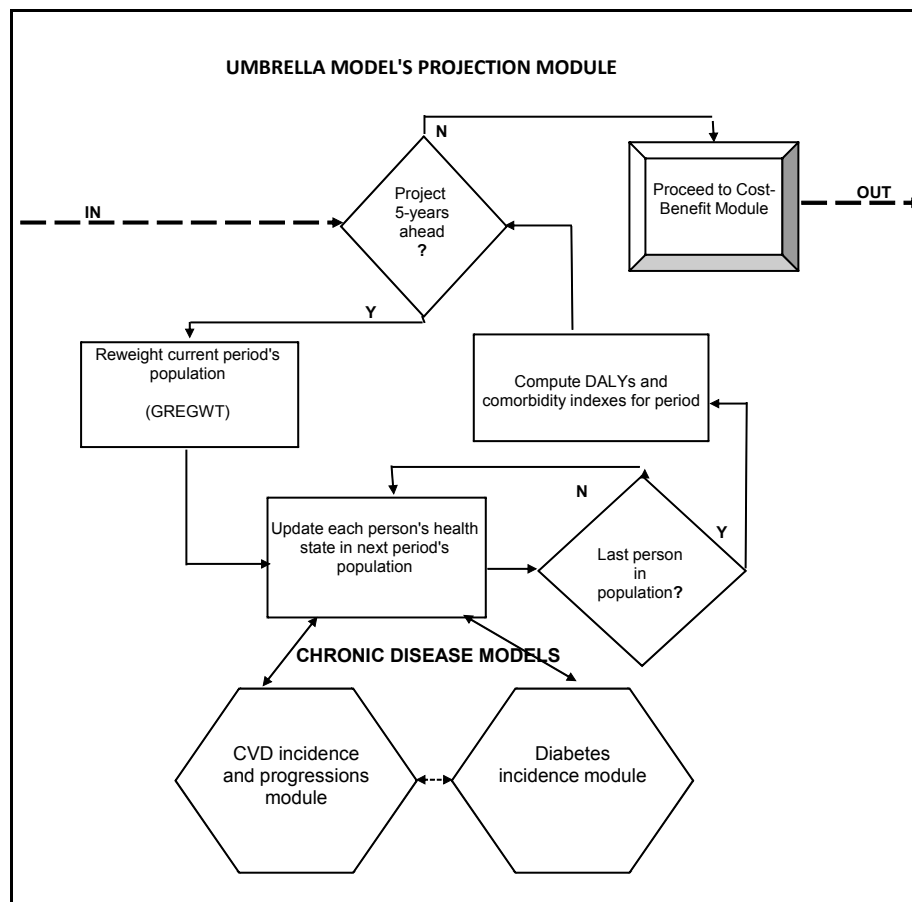 UMBRELLA MODEL'S PROJECTION MODULE
N
Project
5-years
ahead
?
Proceed to Cost-
Benefit Module
IN
OUT
Y
Reweight current period's
population
(GREGWT)
Compute DALYs and
comorbidity indexes for period
N
Y
Update each person's health
state in next period's
population
Last person
in
population?
CHRONIC DISEASE MODELS
CVD incidence
and progressions
module
Diabetes
incidence module